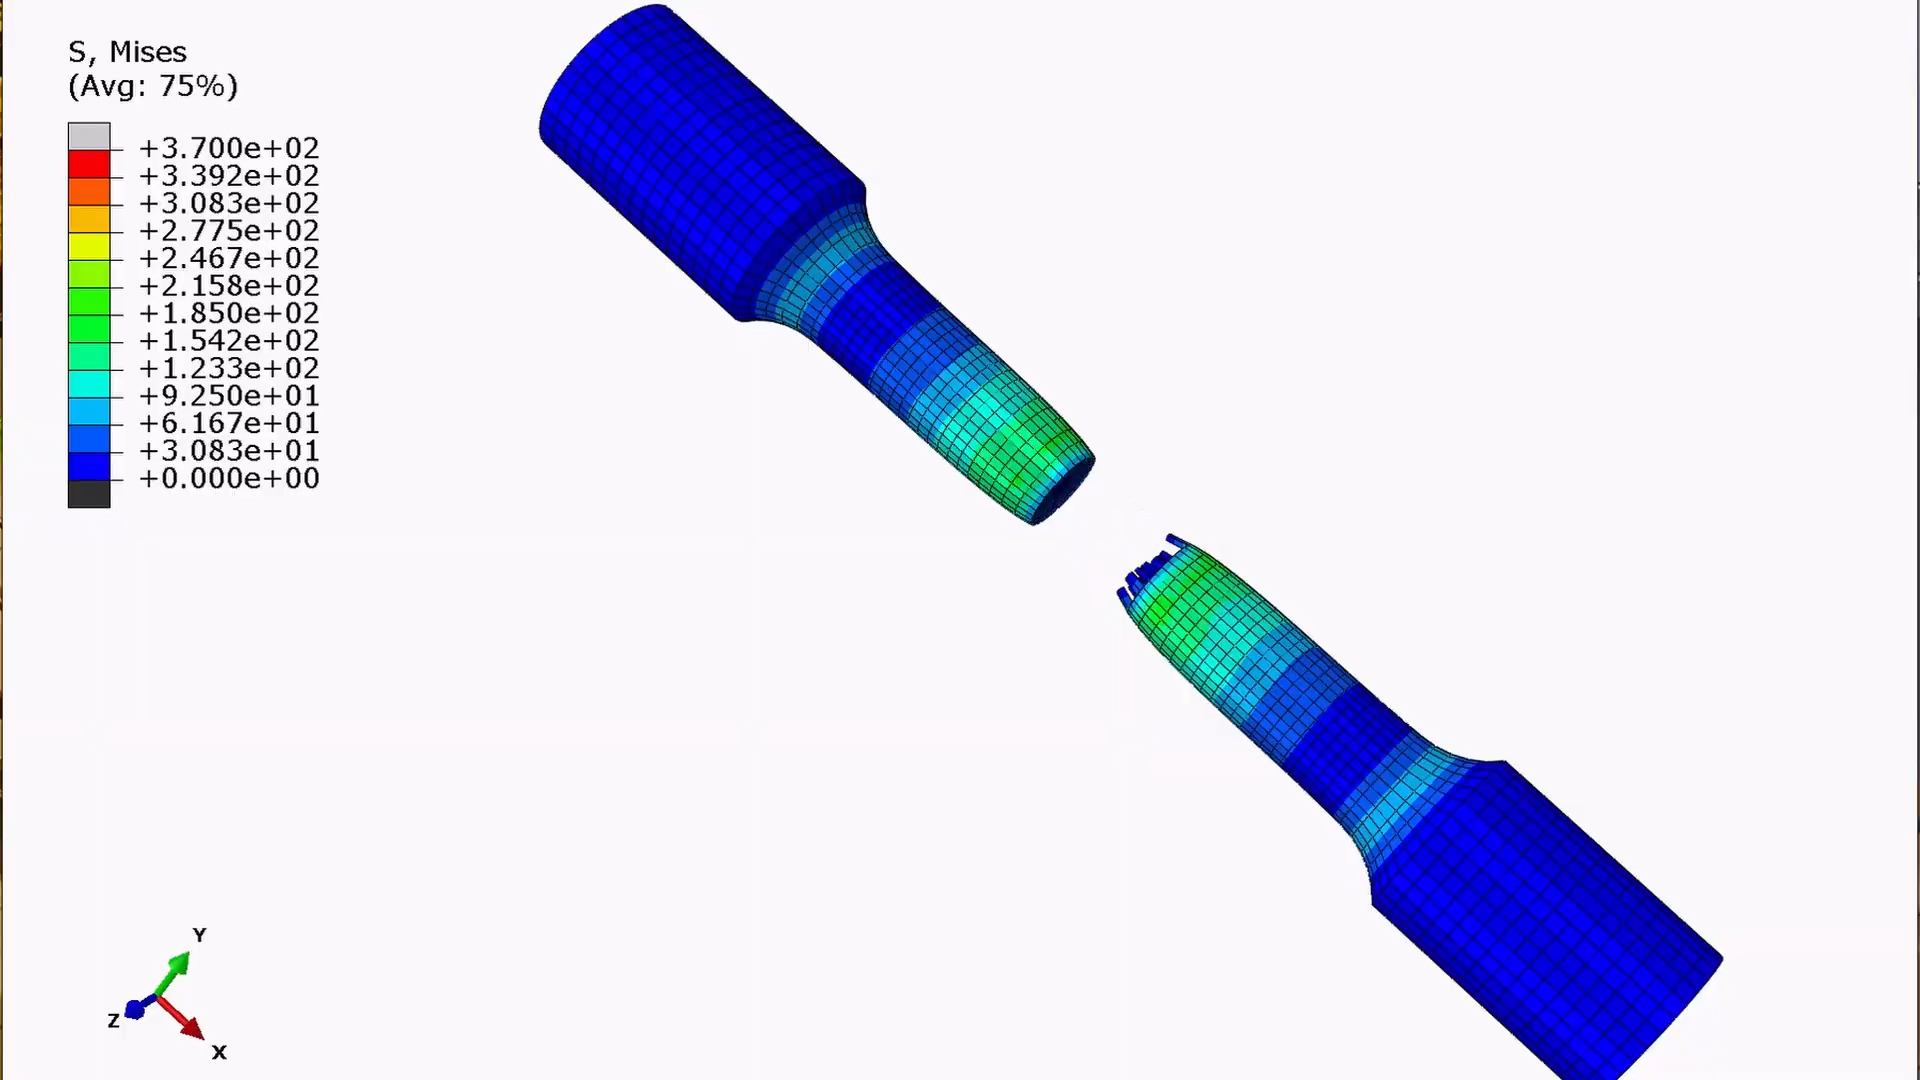 S, Mises
(Avg: 75%)
+3.700e+02
+3.392e+02
+3.083e+02
+2.775e+02
+2.467e+02
+2.158e+02
+1.850e+02
+1.542e+02
+1.233e+02
+9.250e+01
+6.167e+01
+3.083e+01
+0.000e+00
Y
Z
X